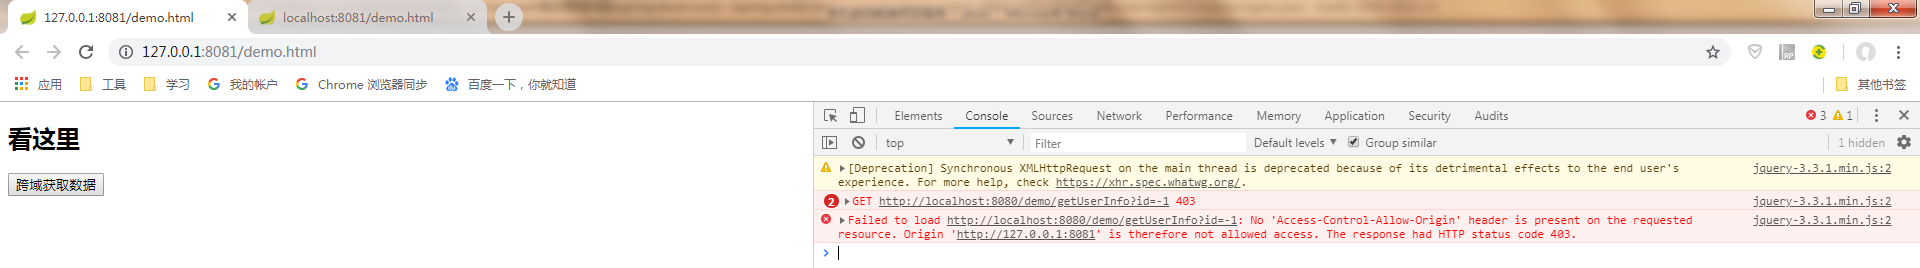 127.0.0.1:8081/demo.html
localhost:8081/demo.html
127.0.0.1:8081/demo.html
应用 工具 学习 我的帐户 Chrome 浏览器同步 百度一下，你就知道 其他书签
Elements Console Sources Network Performance Memory Application Security Audits 3 1
top Filter Default levels Group similar 1 hidden
看这里
跨域获取数据
[Deprecation] Synchronous XMLHttpRequest on the main thread is deprecated because of its detrimental effects to the end user's jquery-3.3.1.min.js:2
experience. For more help, check https://xhr.spec.whatwg.org/.
2 GET http://localhost:8080/demo/getUserInfo?id=-1 403 jquery-3.3.1.min.js:2
Failed to load http://localhost:8080/demo/getUserInfo?id=-1: No 'Access-Control-Allow-Origin' header is present on the requested jquery-3.3.1.min.js:2
resource. Origin 'http://127.0.0.1:8081' is therefore not allowed access. The response had HTTP status code 403.